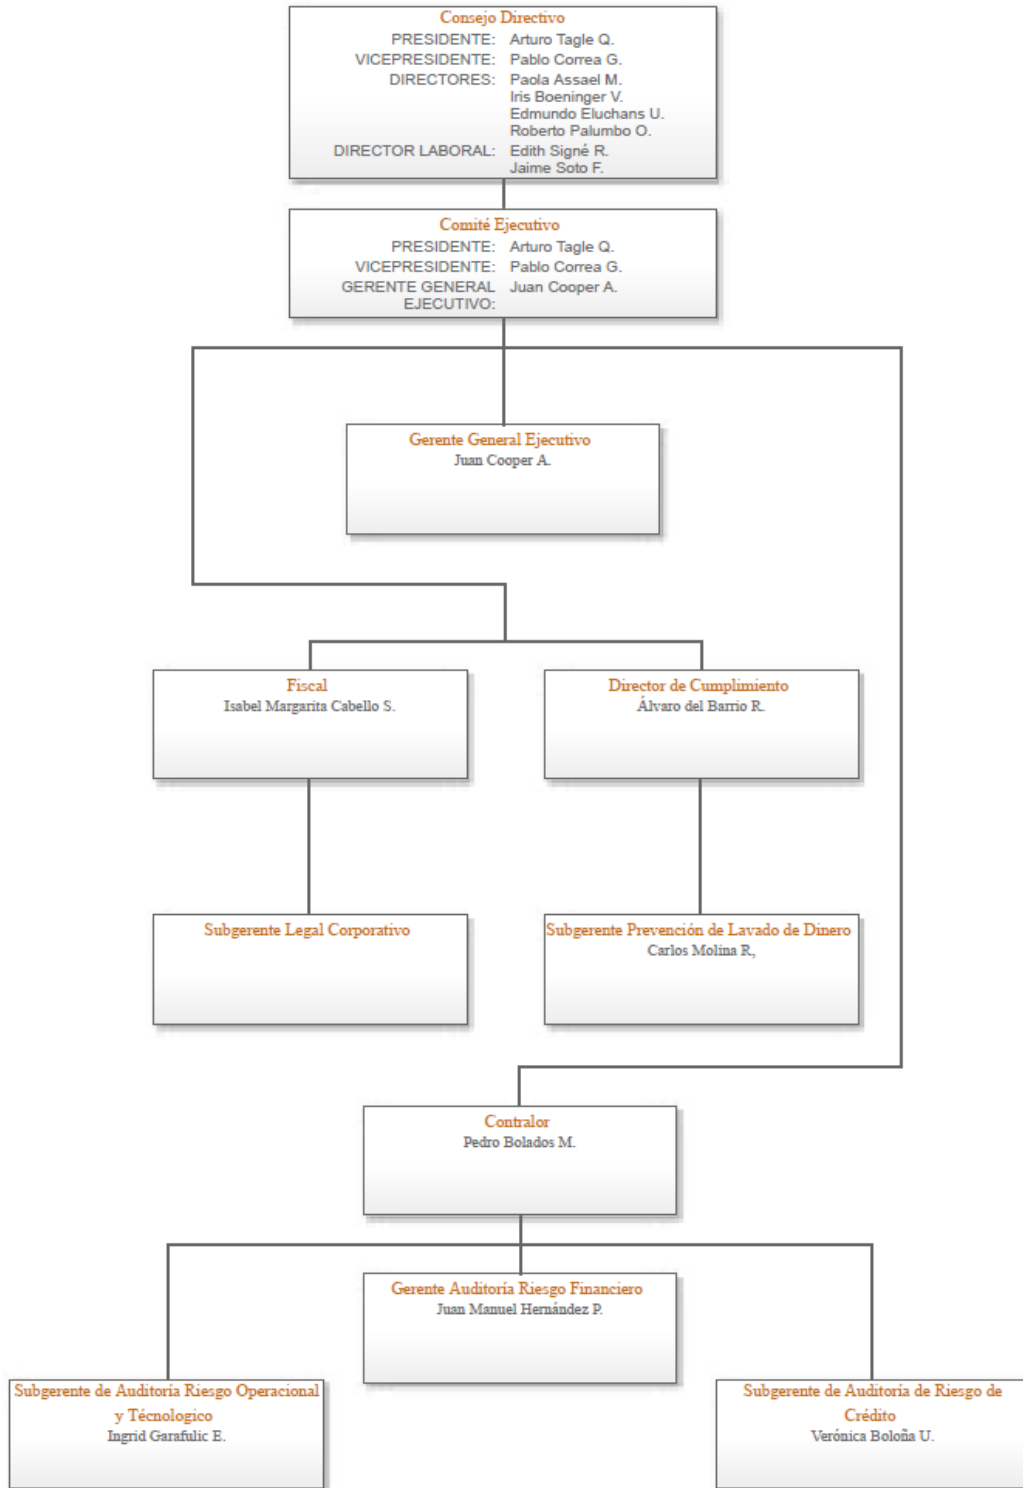 Consejo Directivo
PRESIDENTE: Arturo Tagle Q.
VICEPRESIDENTE: Pablo Correa G.
DIRECTORES: Paola Assael M.
Iris Boeninger V.
Edmundo Eluchans U.
Roberto Palumbo O.
DIRECTOR LABORAL: Edith Signé R.
Jaime Soto F.
Comité Ejecutivo
PRESIDENTE: Arturo Tagle Q.
VICEPRESIDENTE: Pablo Correa G.
GERENTE GENERAL Juan Cooper A.
EJECUTIVO:
Gerente General Ejecutivo
Juan Cooper A.
Fiscal
Isabel Margarita Cabello S.
Director de Cumplimiento
Álvaro del Barrio R.
Subgerente Legal Corporativo
Subgerente Prevención de Lavado de Dinero
Carlos Molina R,
Contralor
Pedro Bolados M.
Gerente Auditoría Riesgo Financiero
Juan Manuel Hernández P.
Subgerente de Auditoría Riesgo Operacional
y Técnologico
Ingrid Garafulic E.
Subgerente de Auditoría de Riesgo de
Crédito
Verónica Boloña U.